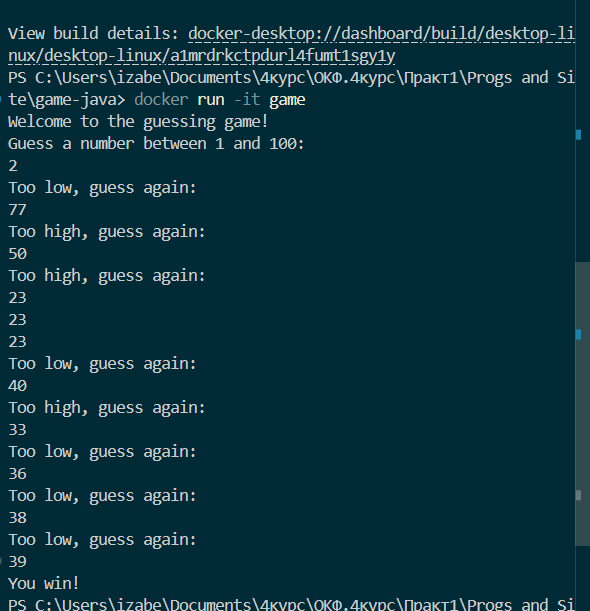 View build details: docker-desktop://dashboard/build/desktop-li
nux/desktop-linux/a1mrdrkctpdurl4fumt1sgy1y
PS C:\Users\izabe\Documents\4курс\ОКФ.4курс\Практ1\Progs and Si
te\game-java> docker run -it game
Welcome to the guessing game!
Guess a number between 1 and 100:
2
Too low, guess again:
77
Too high, guess again:
50
Too high, guess again:
23
23
23
Too low, guess again:
40
Too high, guess again:
33
Too low, guess again:
36
Too low, guess again:
38
Too low, guess again:
39
You win!
PS C:\Users\izabe\Documents\4курс\ОКФ.4курс\Практ1\Progs and Si